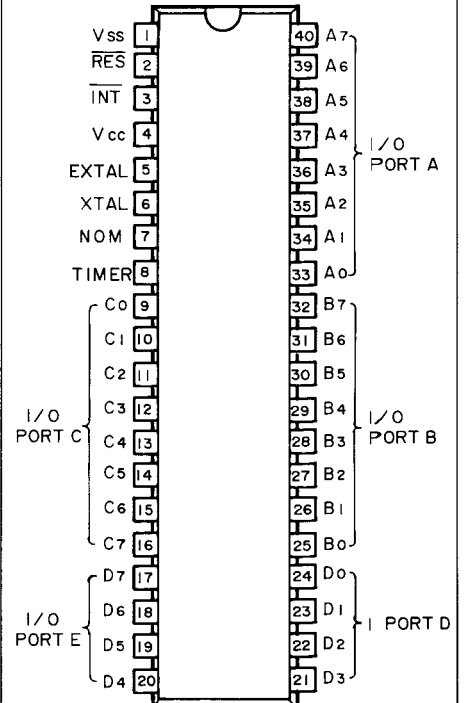 Vss 1 40 A7
RES 2 39 A6
INT 3 38 A5
Vcc 4 37 A4
I/O PORT A
EXTAL 5 36 A3
XTAL 6 35 A2
NOM 7 34 A1
TIMER 8 33 A0
C0 9 32 B7
C1 10 31 B6
C2 11 30 B5
C3 12 29 B4
I/O PORT C
I/O PORT B
C4 13 28 B3
C5 14 27 B2
C6 15 26 B1
C7 16 25 B0
D7 17 24 D0
D6 18 23 D1
I/O PORT E
I PORT D
D5 19 22 D2
D4 20 21 D3